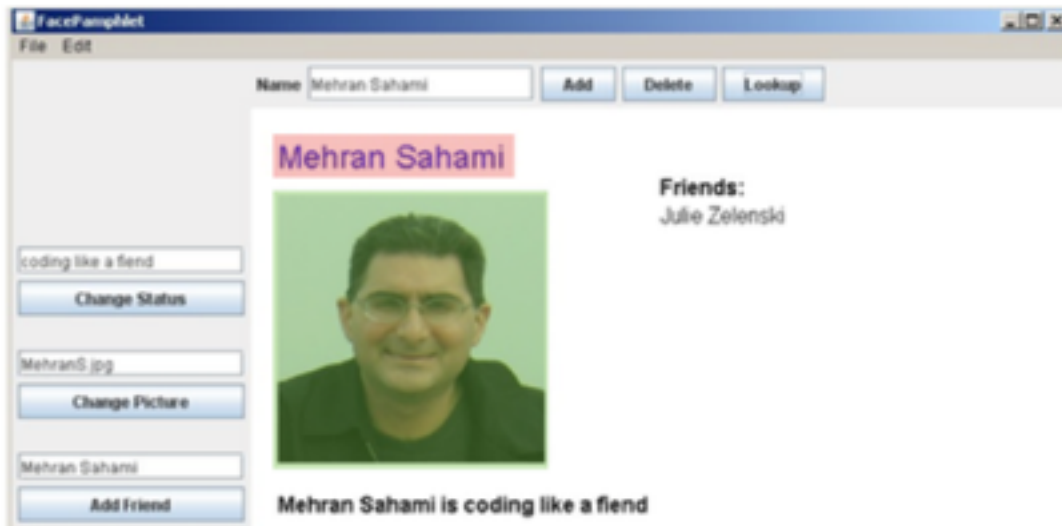 FacePamphlet
File Edit
Name Mehran Sahami Add Delete Lookup
Mehran Sahami
Friends:
Julie Zelenski
coding like a fiend
Change Status
MehranS.jpg
Change Picture
Mehran Sahami
Add Friend
Mehran Sahami is coding like a fiend